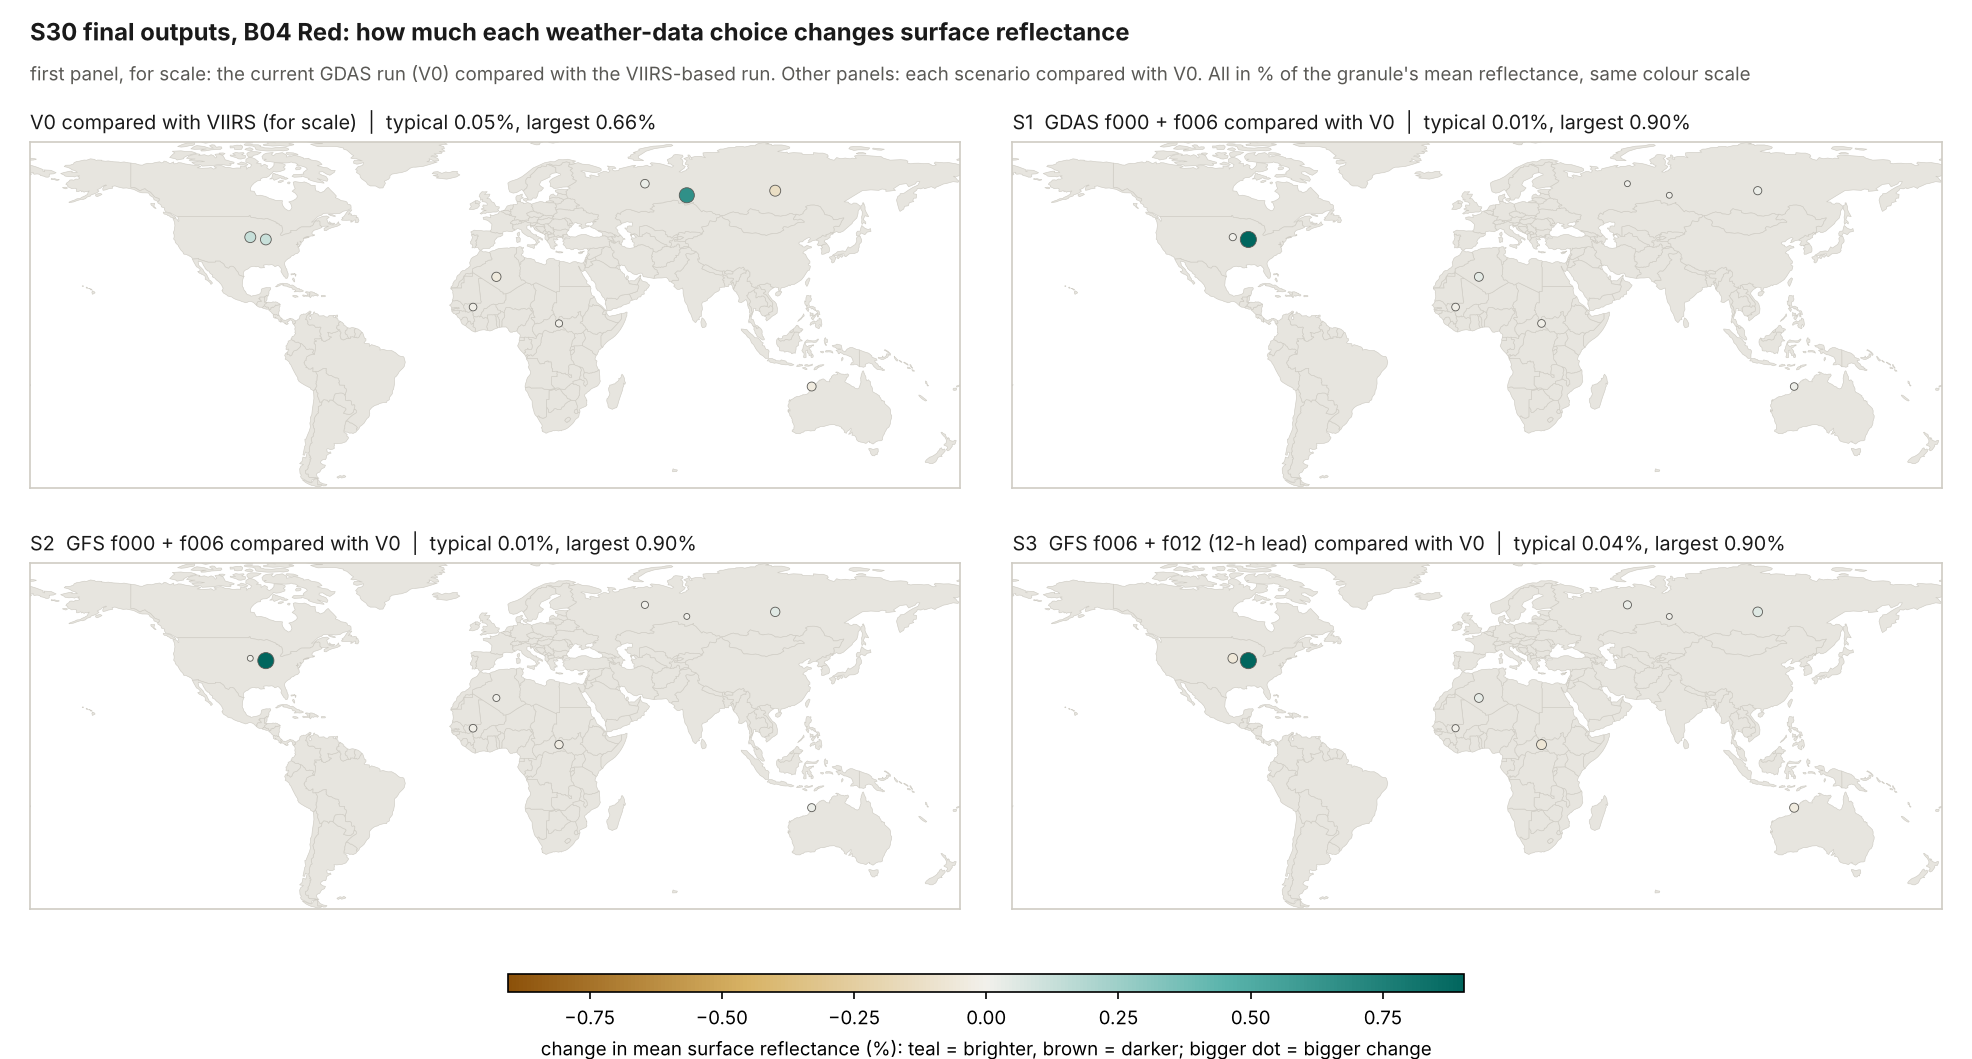 S30 final outputs, B04 Red: how much each weather-data choice changes surface reflectance
first panel, for scale: the current GDAS run (V0) compared with the VIIRS-based run. Other panels: each scenario compared with V0. All in % of the granule's mean reflectance, same colour scale
V0 compared with VIIRS (for scale) | typical 0.05%, largest 0.66%
S1 GDAS f000 + f006 compared with V0 | typical 0.01%, largest 0.90%
S2 GFS f000 + f006 compared with V0 | typical 0.01%, largest 0.90%
S3 GFS f006 + f012 (12-h lead) compared with V0 | typical 0.04%, largest 0.90%
−0.75 −0.50 −0.25 0.00 0.25 0.50 0.75
change in mean surface reflectance (%): teal = brighter, brown = darker; bigger dot = bigger change